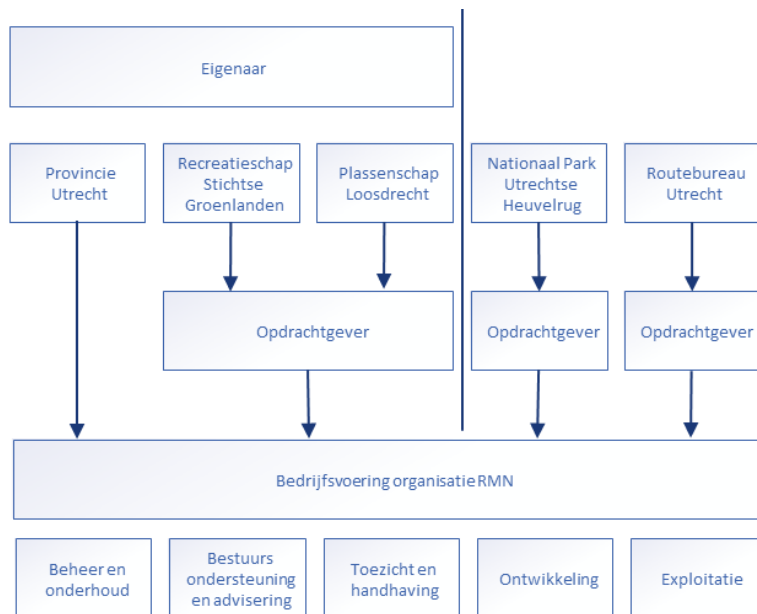 Eigenaar
Provincie
Utrecht
Recreatieschap
Stichtse
Groenlanden
Plassenschap
Loosdrecht
Nationaal Park
Utrechtse
Heuvelrug
Routebureau
Utrecht
Opdrachtgever
Opdrachtgever
Opdrachtgever
Bedrijfsvoering organisatie RMN
Beheer en
onderhoud
Bestuurs
ondersteuning
en advisering
Toezicht en
handhaving
Ontwikkeling
Exploitatie